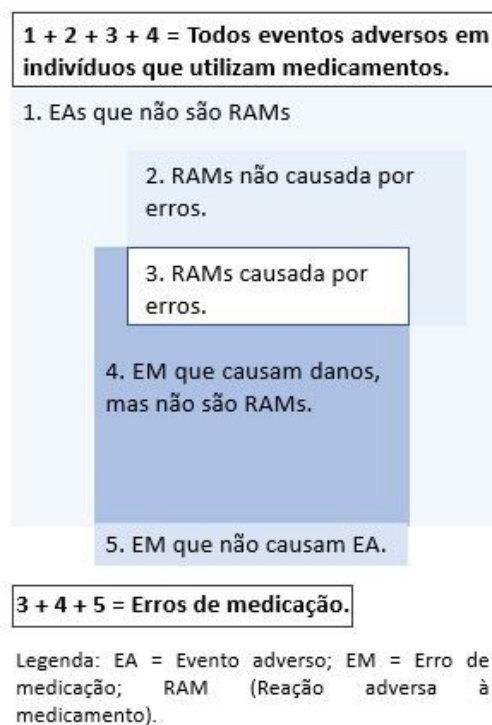 1 + 2 + 3 + 4 = Todos eventos adversos em
indivíduos que utilizam medicamentos.
1. EAs que não são RAMs
2. RAMs não causada por
erros.
3. RAMs causada por
erros.
4. EM que causam danos,
mas não são RAMs.
5. EM que não causam EA.
3 + 4 + 5 = Erros de medicação.
Legenda: EA = Evento adverso; EM = Erro de
medicação; RAM (Reação adversa à
medicamento).